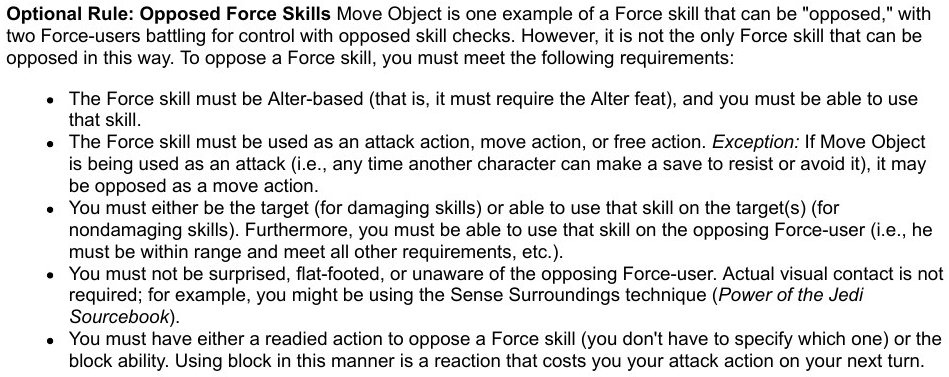 Optional Rule: Opposed Force Skills Move Object is one example of a Force skill that can be "opposed," with
two Force-users battling for control with opposed skill checks. However, it is not the only Force skill that can be
opposed in this way. To oppose a Force skill, you must meet the following requirements:
• The Force skill must be Alter-based (that is, it must require the Alter feat), and you must be able to use
that skill.
• The Force skill must be used as an attack action, move action, or free action. Exception: If Move Object
is being used as an attack (i.e., any time another character can make a save to resist or avoid it), it may
be opposed as a move action.
• You must either be the target (for damaging skills) or able to use that skill on the target(s) (for
nondamaging skills). Furthermore, you must be able to use that skill on the opposing Force-user (i.e., he
must be within range and meet all other requirements, etc.).
• You must not be surprised, flat-footed, or unaware of the opposing Force-user. Actual visual contact is not
required; for example, you might be using the Sense Surroundings technique (Power of the Jedi
Sourcebook).
• You must have either a readied action to oppose a Force skill (you don't have to specify which one) or the
block ability. Using block in this manner is a reaction that costs you your attack action on your next turn.